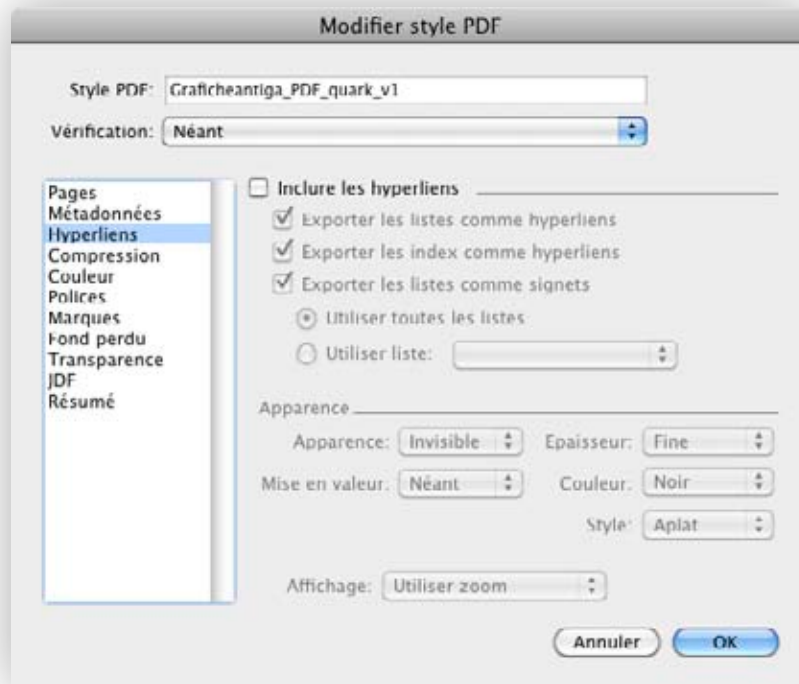 Modifier style PDF
Style PDF: Graficheantiga_PDF_quark_v1
Vérification: Néant
Pages
Métadonnées
Hyperliens
Compression
Couleur
Polices
Marques
Fond perdu
Transparence
JDF
Résumé
Inclure les hyperliens
Exporter les listes comme hyperliens
Exporter les index comme hyperliens
Exporter les listes comme signets
Utiliser toutes les listes
Utiliser liste:
Apparence
Apparence: Invisible Epaisseur: Fine
Mise en valeur: Néant Couleur: Noir
Style: Aplat
Affichage: Utiliser zoom
Annuler OK